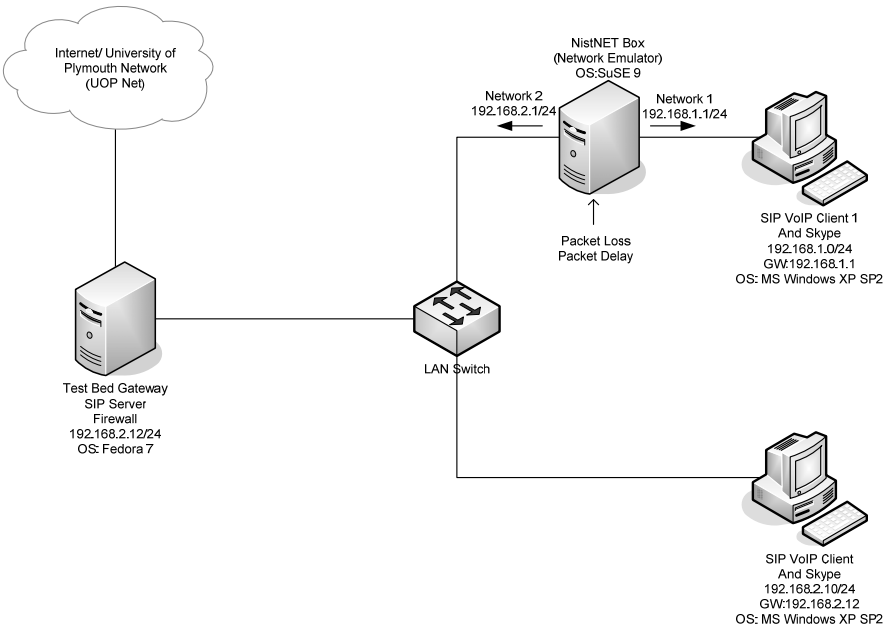 Internet/ University of
Plymouth Network
(UOP Net)
NistNET Box
(Network Emulator)
OS:SuSE 9
Network 2
192.168.2.1/24
Network 1
192.168.1.1/24
Packet Loss
Packet Delay
SIP VoIP Client 1
And Skype
192.168.1.0/24
GW:192.168.1.1
OS: MS Windows XP SP2
LAN Switch
Test Bed Gateway
SIP Server
Firewall
192.168.2.12/24
OS: Fedora 7
SIP VoIP Client
And Skype
192.168.2.10/24
GW:192.168.2.12
OS: MS Windows XP SP2